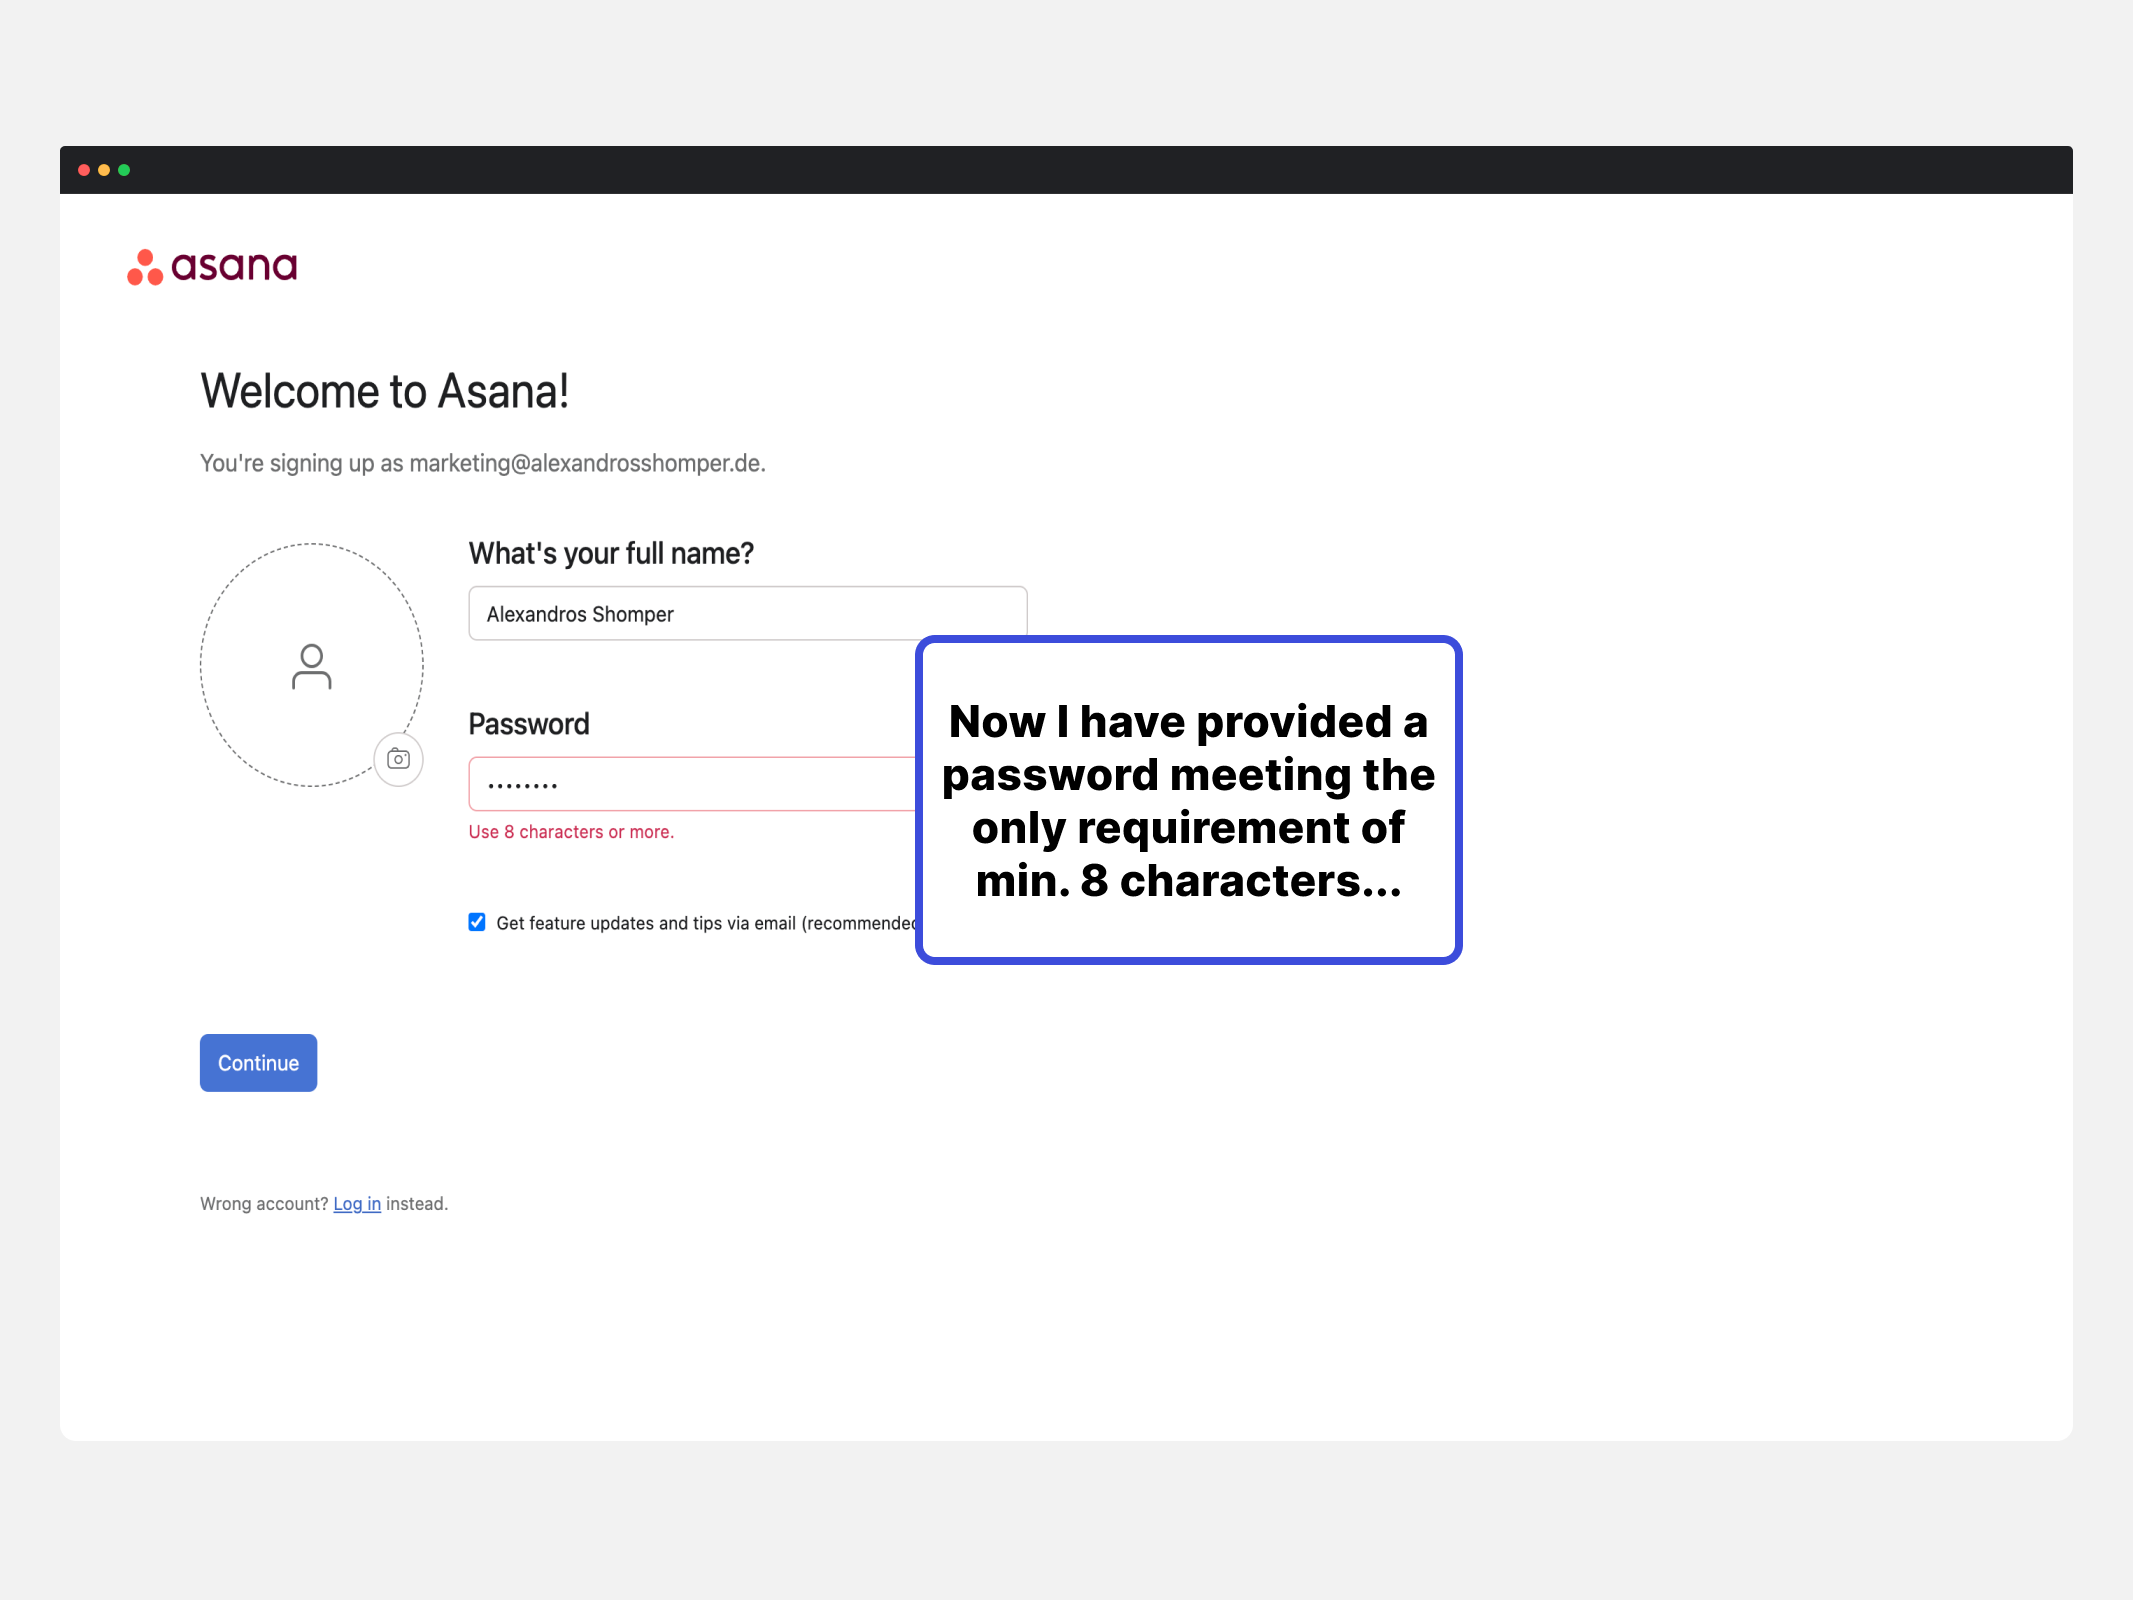 asana
Welcome to Asana!
You're signing up as marketing@alexandrosshomper.de.
What's your full name?
Alexandros Shomper
Password
••••••••
Use 8 characters or more.
Get feature updates and tips via email (recommended
Now I have provided a
password meeting the
only requirement of
min. 8 characters...
Continue
Wrong account? Log in instead.